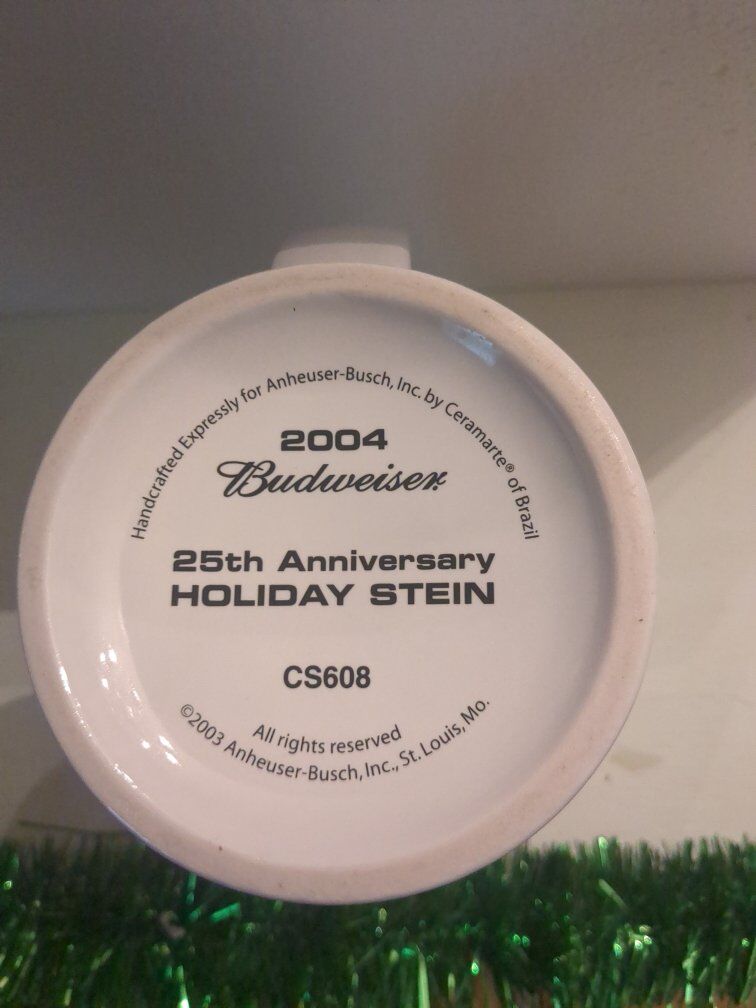 Handcrafted Expressly for Anheuser-Busch, Inc. by Ceramarte® of Brazil
2004
Budweiser
25th Anniversary
HOLIDAY STEIN
CS608
All rights reserved
©2003 Anheuser-Busch, Inc., St. Louis, Mo.